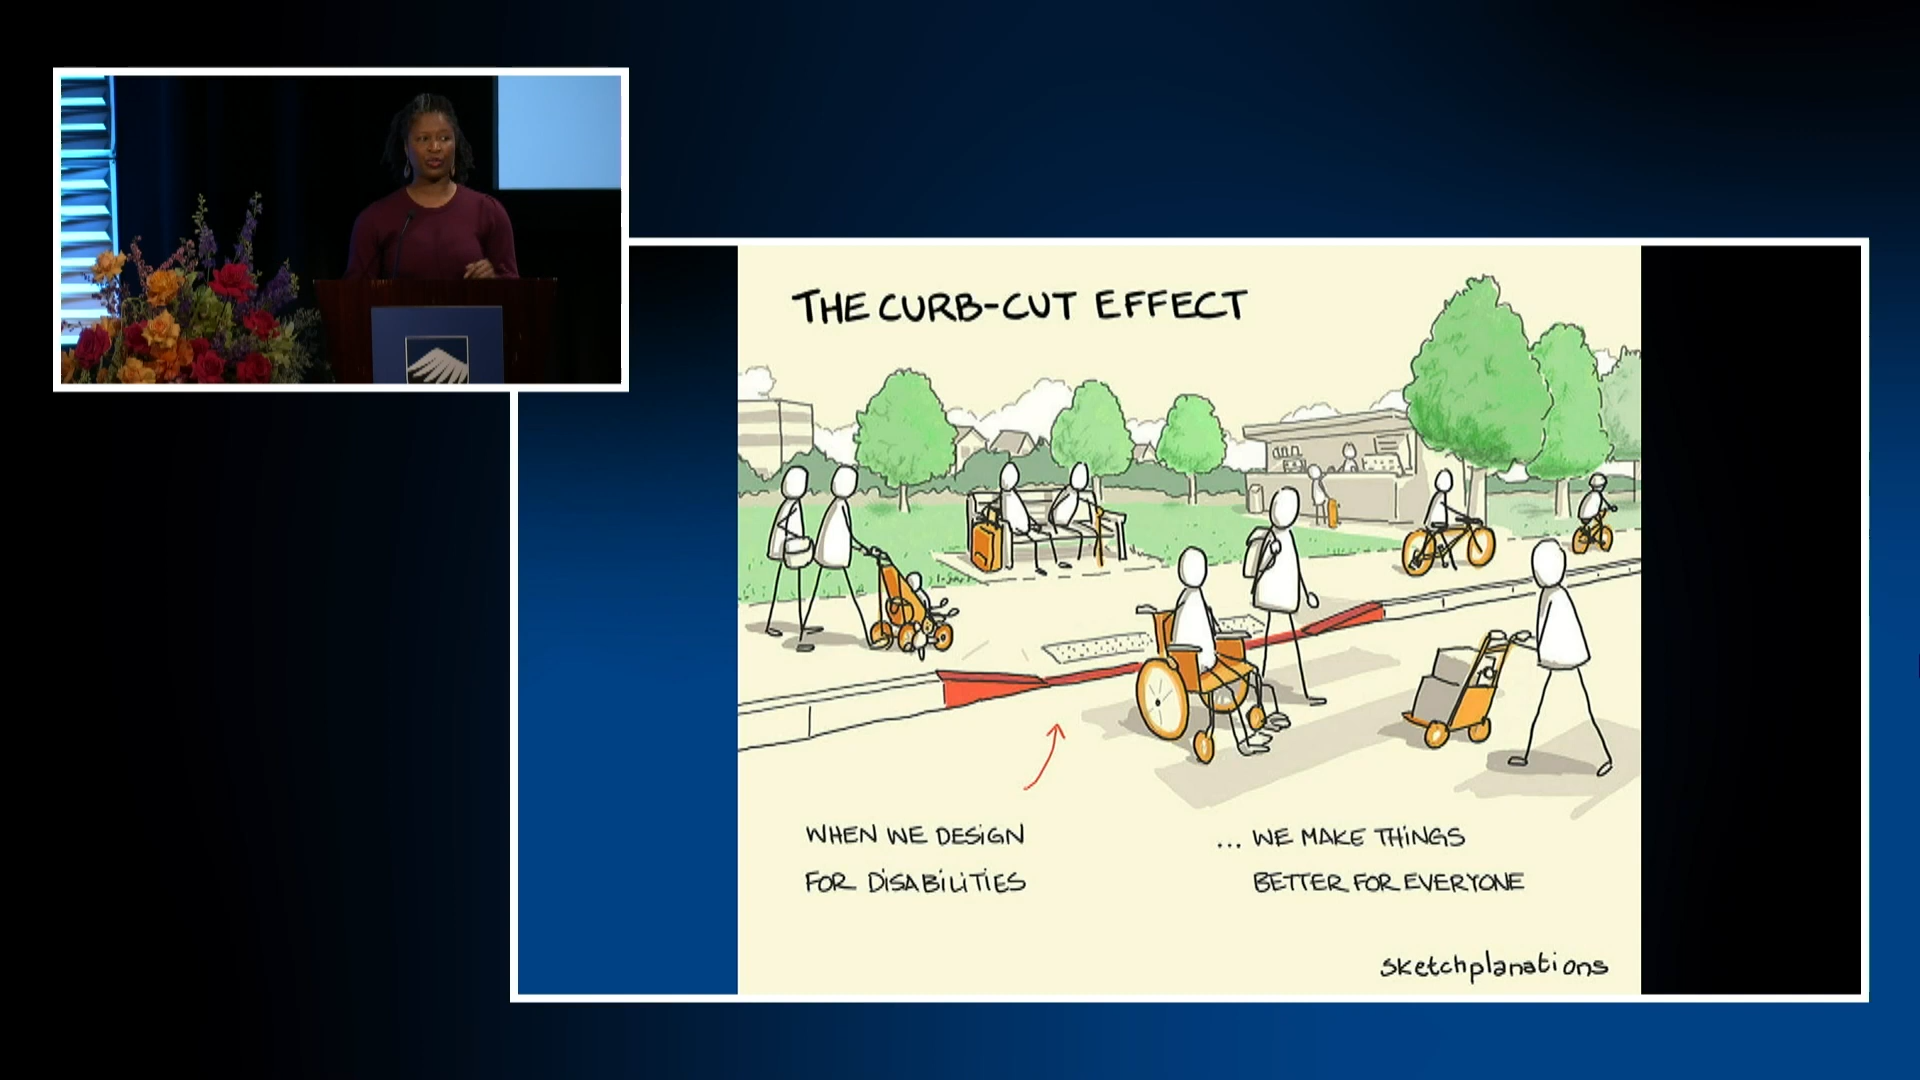 THE CURB-CUT EFFECT
WHEN WE DESIGN
FOR DISABILITIES
... WE MAKE THINGS
BETTER FOR EVERYONE
sketchplanations